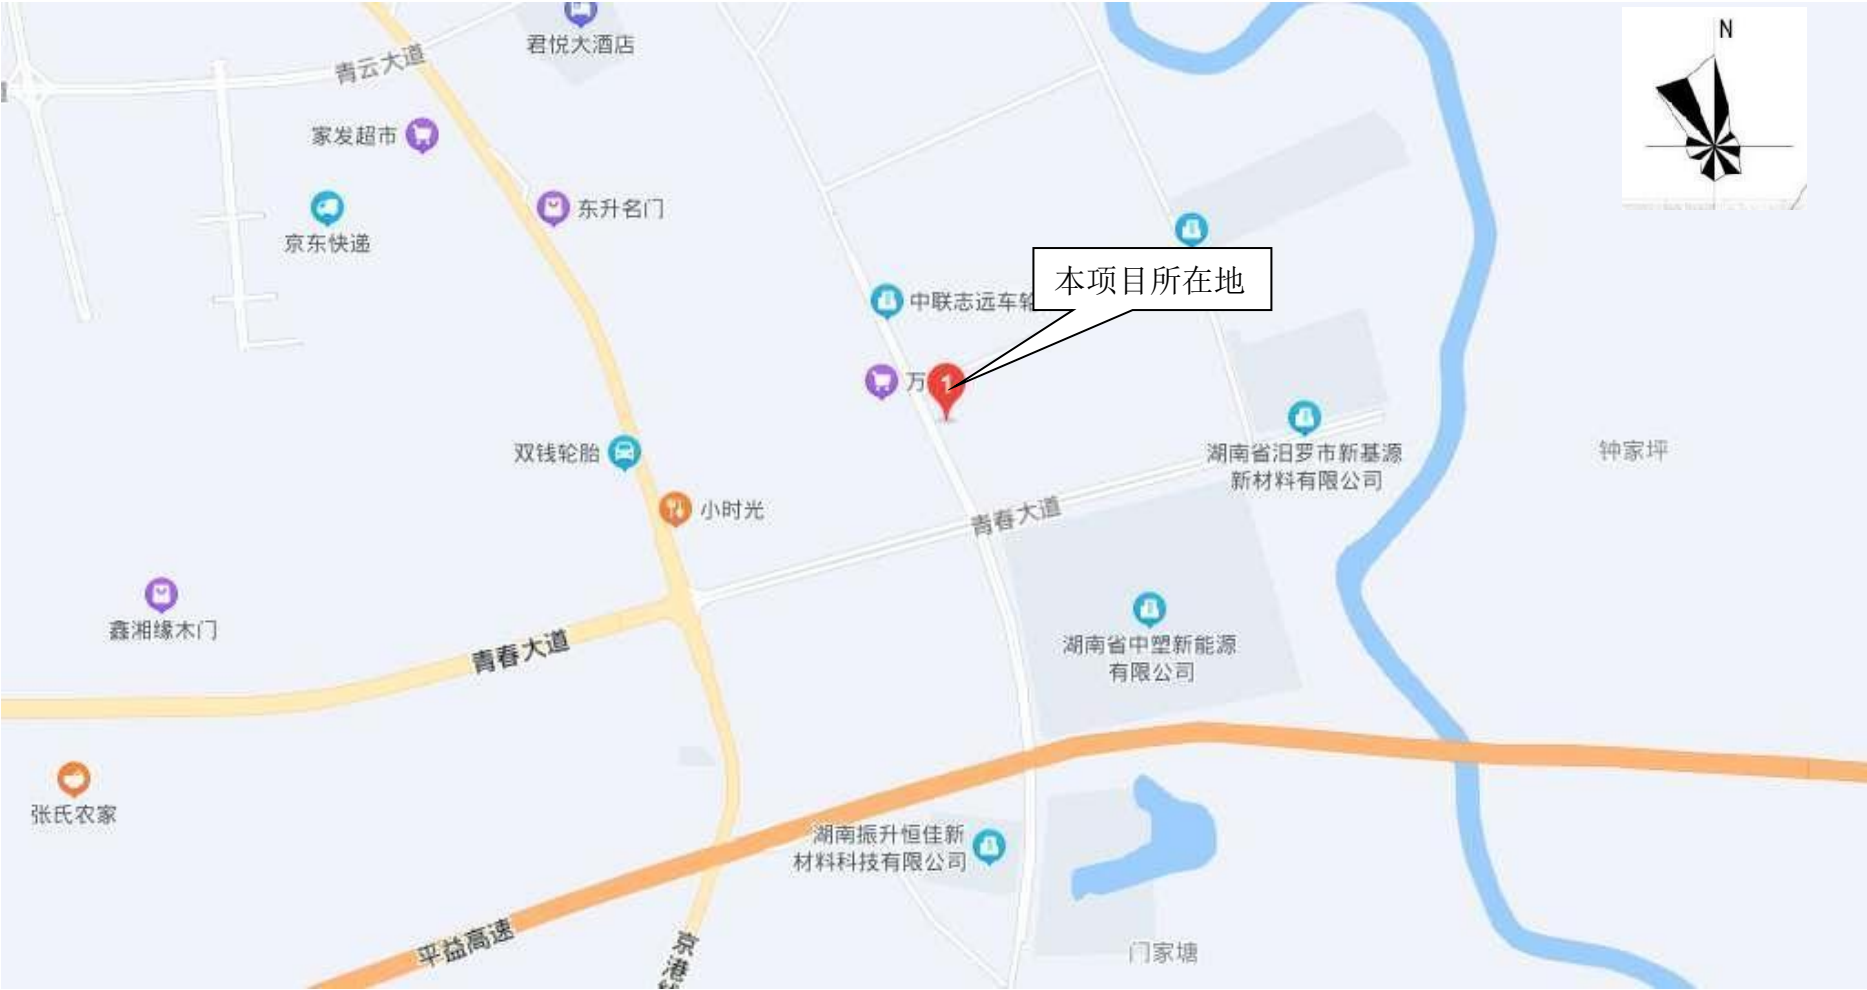 N
君悦大酒店
青云大道
家发超市
东升名门
京东快递
本项目所在地
中联志远车轮
万
1
双钱轮胎
湖南省汨罗市新基源
新材料有限公司
钟家坪
小时光
青春大道
鑫湘缘木门
青春大道
湖南省中塑新能源
有限公司
张氏农家
湖南振升恒佳新
材料科技有限公司
平益高速
京港
门家塘